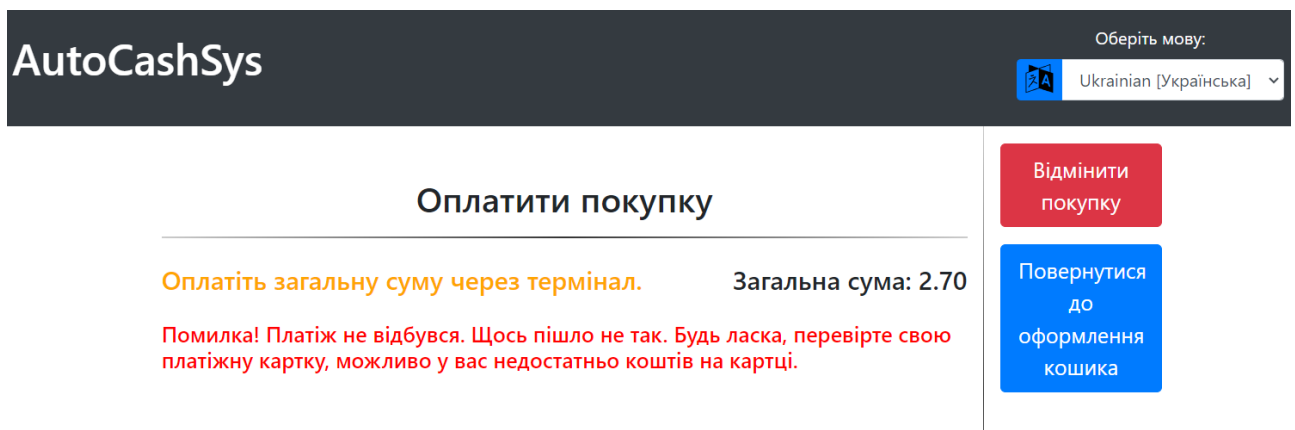 AutoCashSys
Оберіть мову:
Ukrainian [Українська]
Оплатити покупку
Оплатіть загальну суму через термінал.
Загальна сума: 2.70
Помилка! Платіж не відбувся. Щось пішло не так. Будь ласка, перевірте свою
платіжну картку, можливо у вас недостатньо коштів на картці.
Відмінити
покупку
Повернутися
до
оформлення
кошика